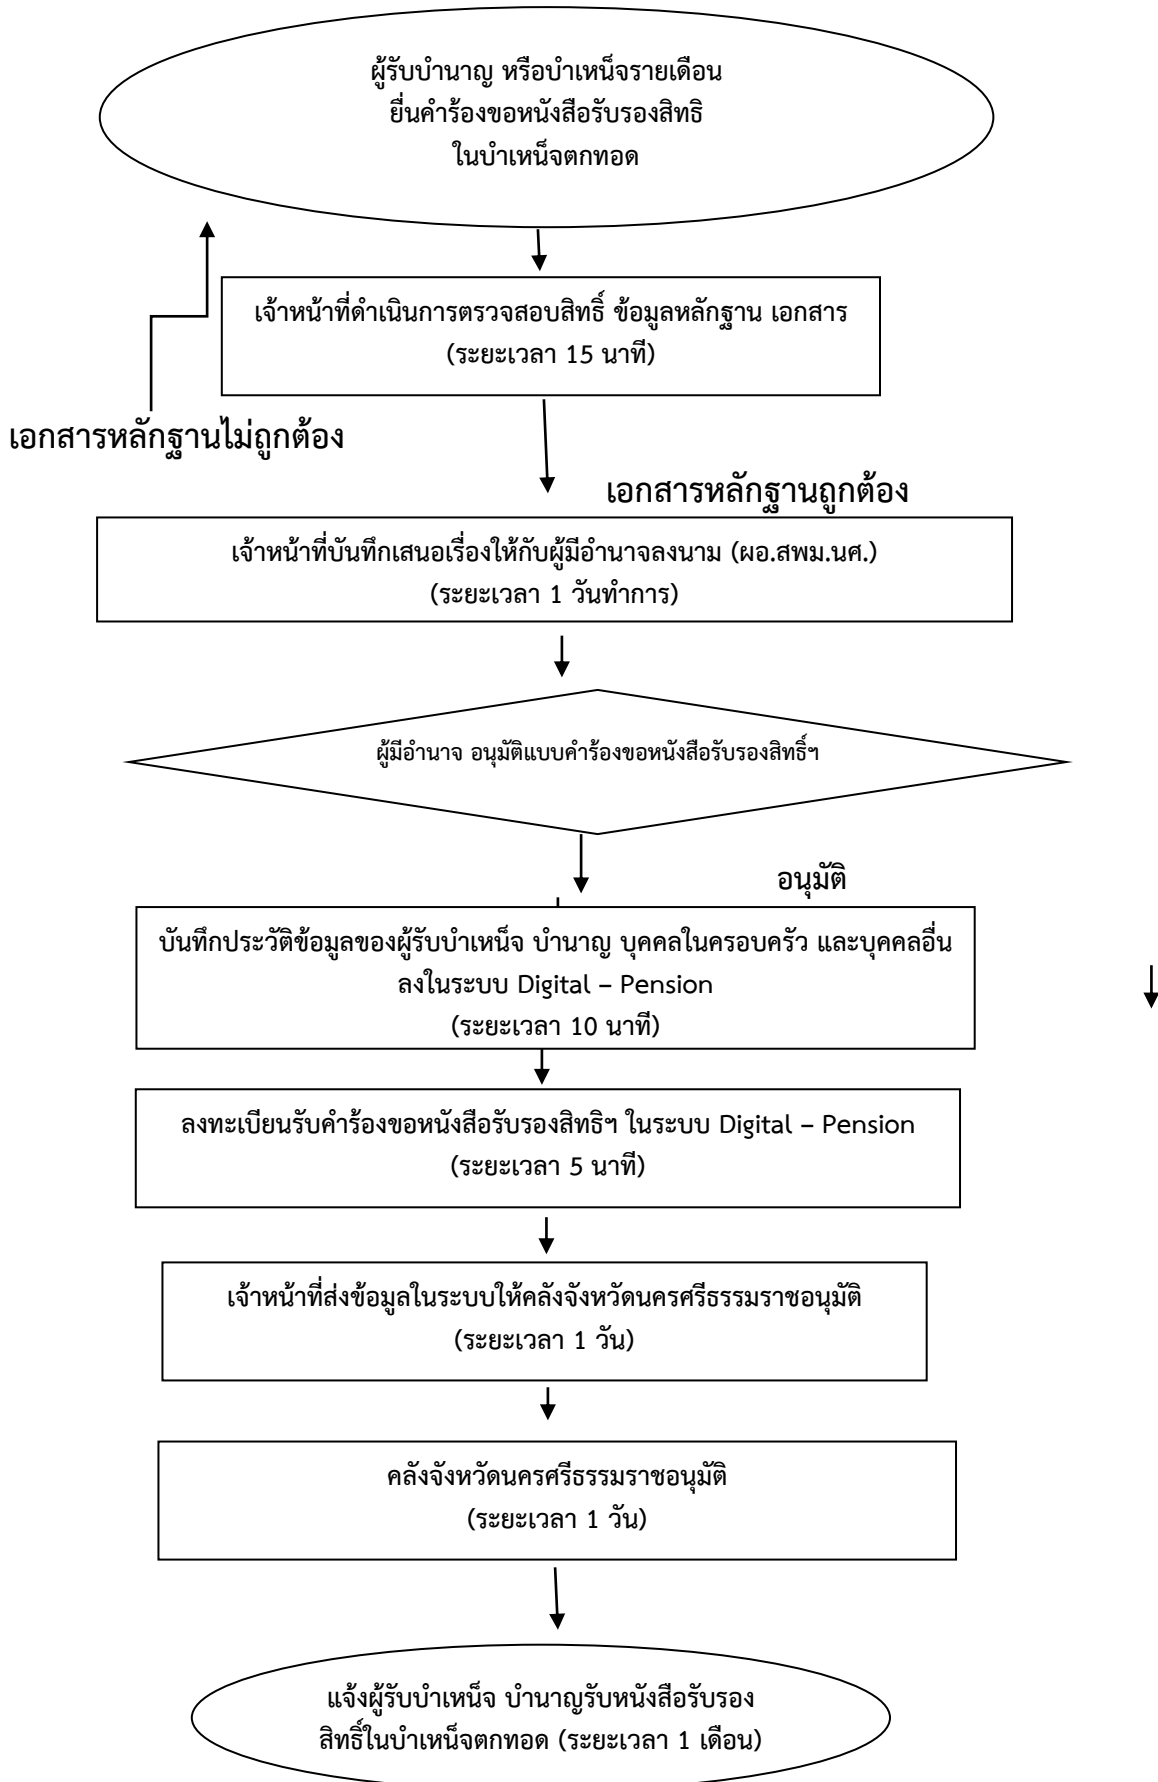 ผู้รับบำนาญ หรือบำเหน็จรายเดือน
ยื่นคำร้องขอหนังสือรับรองสิทธิ
ในบำเหน็จตกทอด
เจ้าหน้าที่ดำเนินการตรวจสอบสิทธิ์ ข้อมูลหลักฐาน เอกสาร
(ระยะเวลา 15 นาที)
เอกสารหลักฐานไม่ถูกต้อง
เอกสารหลักฐานถูกต้อง
เจ้าหน้าที่บันทึกเสนอเรื่องให้กับผู้มีอำนาจลงนาม (ผอ.สพม.นศ.)
(ระยะเวลา 1 วันทำการ)
ผู้มีอำนาจ อนุมัติแบบคำร้องขอหนังสือรับรองสิทธิ์ฯ
อนุมัติ
บันทึกประวัติข้อมูลของผู้รับบำเหน็จ บำนาญ บุคคลในครอบครัว และบุคคลอื่น
ลงในระบบ Digital – Pension
(ระยะเวลา 10 นาที)
ลงทะเบียนรับคำร้องขอหนังสือรับรองสิทธิฯ ในระบบ Digital – Pension
(ระยะเวลา 5 นาที)
เจ้าหน้าที่ส่งข้อมูลในระบบให้คลังจังหวัดนครศรีธรรมราชอนุมัติ
(ระยะเวลา 1 วัน)
คลังจังหวัดนครศรีธรรมราชอนุมัติ
(ระยะเวลา 1 วัน)
แจ้งผู้รับบำเหน็จ บำนาญรับหนังสือรับรอง
สิทธิ์ในบำเหน็จตกทอด (ระยะเวลา 1 เดือน)